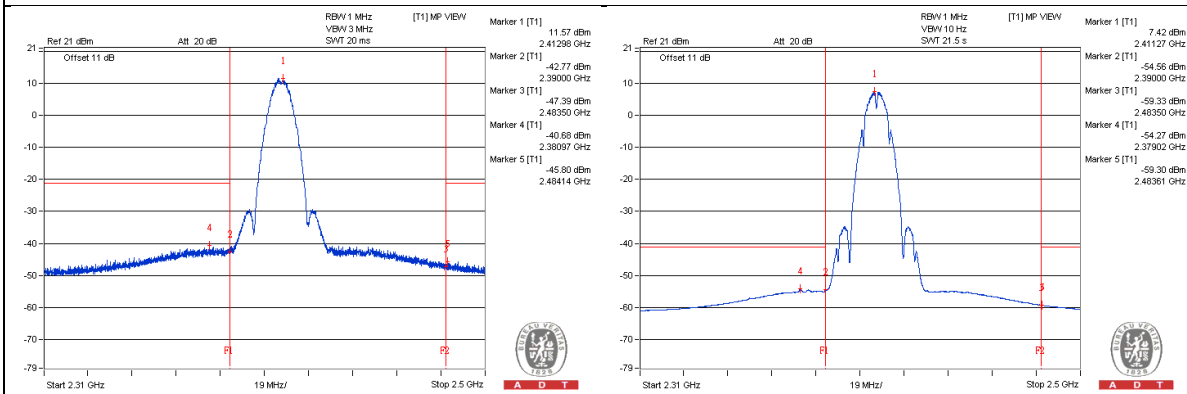 RBW 1 MHz
VBW 3 MHz
SWT 20 ms
[T1] MP VIEW
Ref 21 dBm
Att 20 dB
Offset 11 dB
21
10
0
-10
-20
-30
-40
-50
-60
-70
-79
1
2
4
5
F1
F2
Start 2.31 GHz
19 MHz/
Stop 2.5 GHz
Marker 1 [T1]
11.57 dBm
2.41298 GHz
Marker 2 [T1]
-42.77 dBm
2.39000 GHz
Marker 3 [T1]
-47.39 dBm
2.48350 GHz
Marker 4 [T1]
-40.68 dBm
2.38097 GHz
Marker 5 [T1]
-45.80 dBm
2.48414 GHz
BUREAU VERITAS
1828
A D T
RBW 1 MHz
VBW 10 Hz
SWT 21.5 s
[T1] MP VIEW
Ref 21 dBm
Att 20 dB
Offset 11 dB
21
10
0
-10
-20
-30
-40
-50
-60
-70
-79
1
2
4
F1
F2
Start 2.31 GHz
19 MHz/
Stop 2.5 GHz
Marker 1 [T1]
7.42 dBm
2.41127 GHz
Marker 2 [T1]
-54.56 dBm
2.39000 GHz
Marker 3 [T1]
-59.33 dBm
2.48350 GHz
Marker 4 [T1]
-54.27 dBm
2.37902 GHz
Marker 5 [T1]
-59.30 dBm
2.48361 GHz
BUREAU VERITAS
1828
A D T